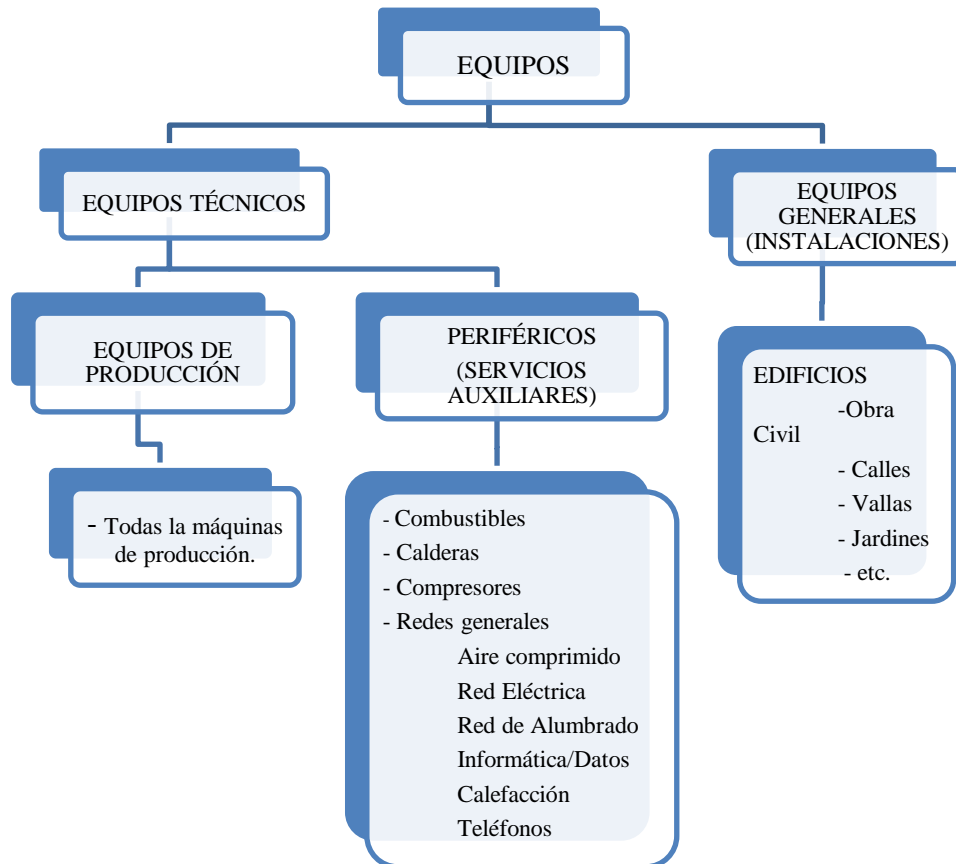 EQUIPOS
EQUIPOS TÉCNICOS
EQUIPOS
GENERALES
(INSTALACIONES)
EQUIPOS DE
PRODUCCIÓN
PERIFÉRICOS
(SERVICIOS
AUXILIARES)
- Todas la máquinas
de producción.
- Combustibles
- Calderas
- Compresores
- Redes generales
Aire comprimido
Red Eléctrica
Red de Alumbrado
Informática/Datos
Calefacción
Teléfonos
EDIFICIOS
-Obra
Civil
- Calles
- Vallas
- Jardines
- etc.